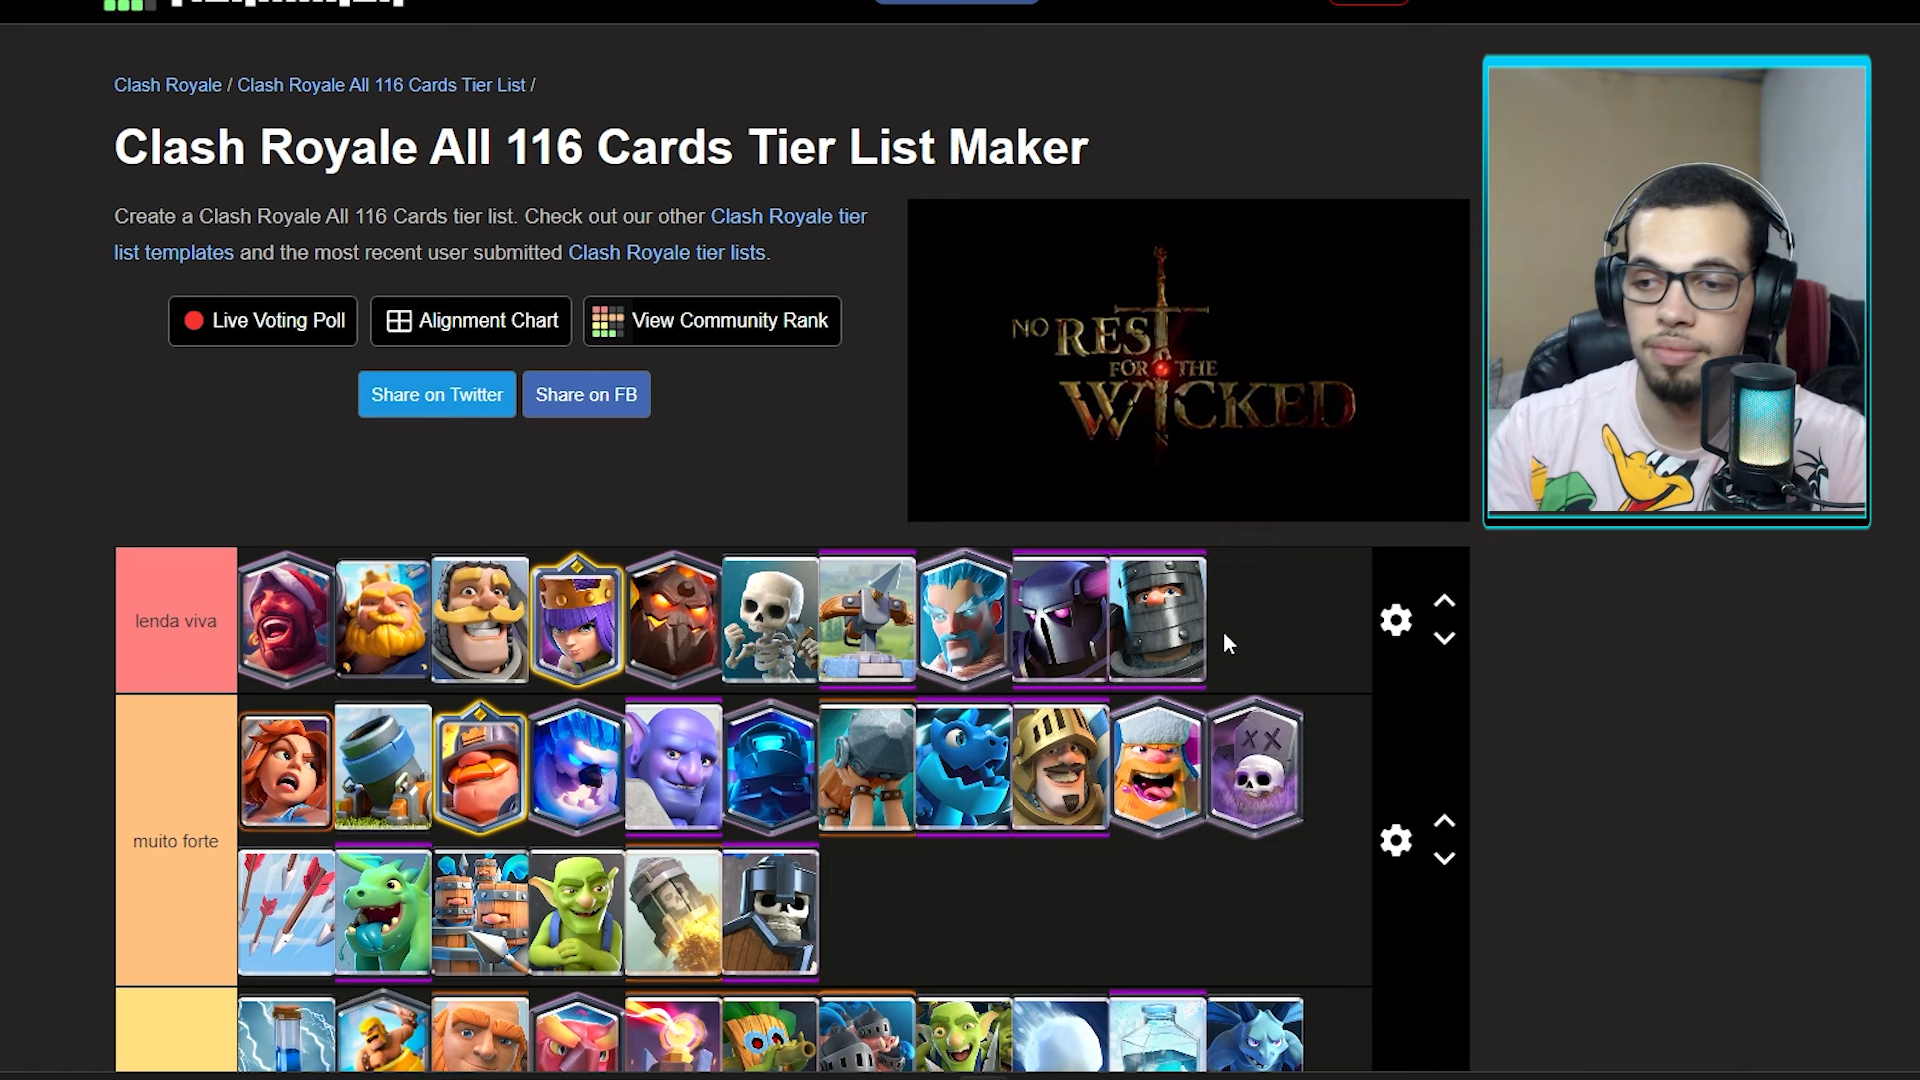 Clash Royale / Clash Royale All 116 Cards Tier List /
Clash Royale All 116 Cards Tier List Maker
Create a Clash Royale All 116 Cards tier list. Check out our other Clash Royale tier
list templates and the most recent user submitted Clash Royale tier lists.
Live Voting Poll
Alignment Chart
View Community Rank
Share on Twitter
Share on FB
NO REST
FOR THE
WICKED
lenda viva
muito forte